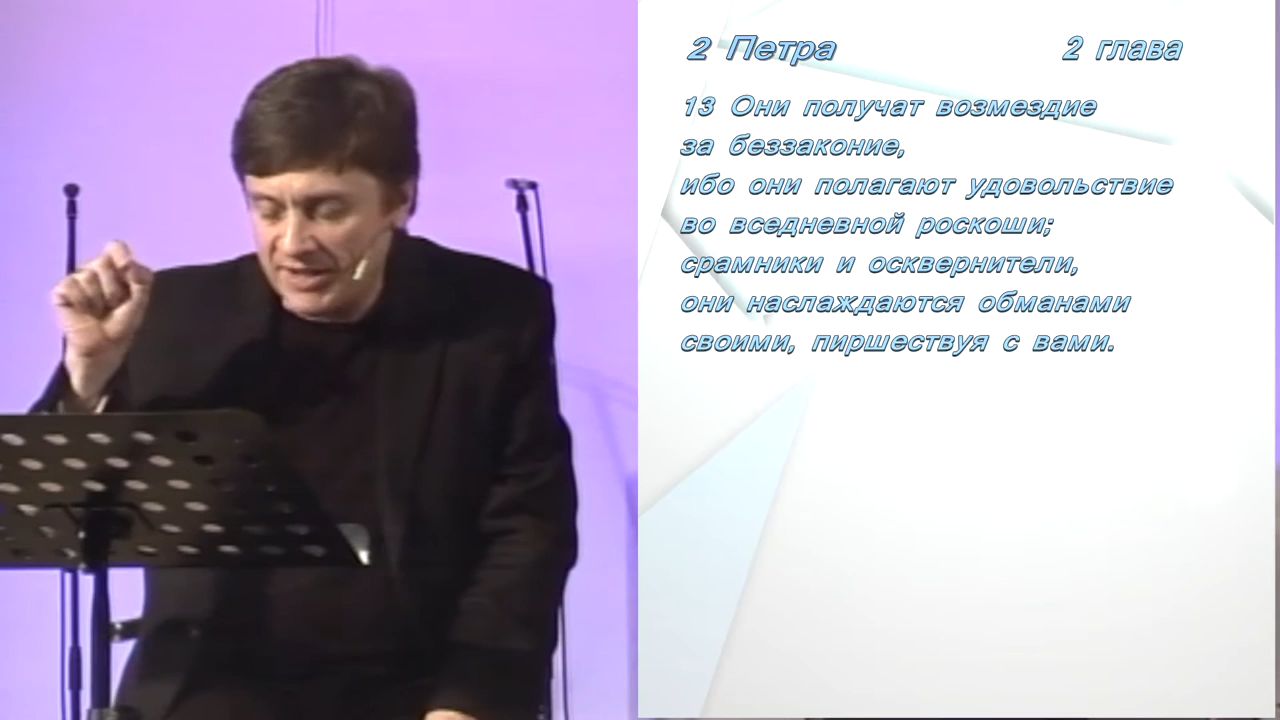 2 Петра 2 глава
13 Они получат возмездие
за беззаконие,
ибо они полагают удовольствие
во вседневной роскоши;
срамники и осквернители,
они наслаждаются обманами
своими, пиршествуя с вами.